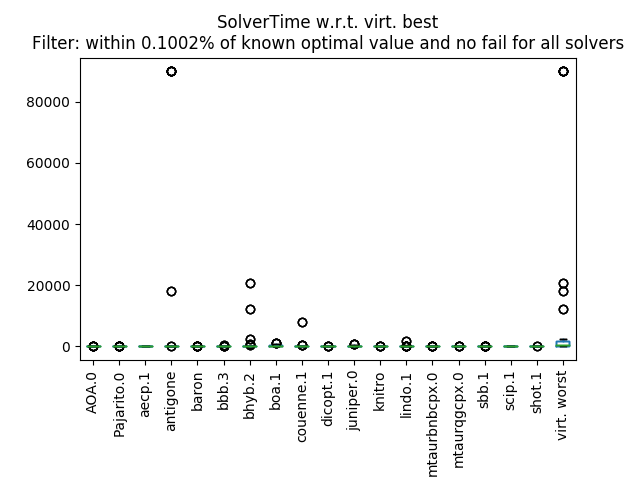 SolverTime w.r.t. virt. best
Filter: within 0.1002% of known optimal value and no fail for all solvers
80000
60000
40000
20000
0
AOA.0
Pajarito.0
aecp.1
antigone
baron
bbb.3
bhyb.2
boa.1
couenne.1
dicopt.1
juniper.0
knitro
lindo.1
mtaurbnbcpx.0
mtaurqgcpx.0
sbb.1
scip.1
shot.1
virt. worst